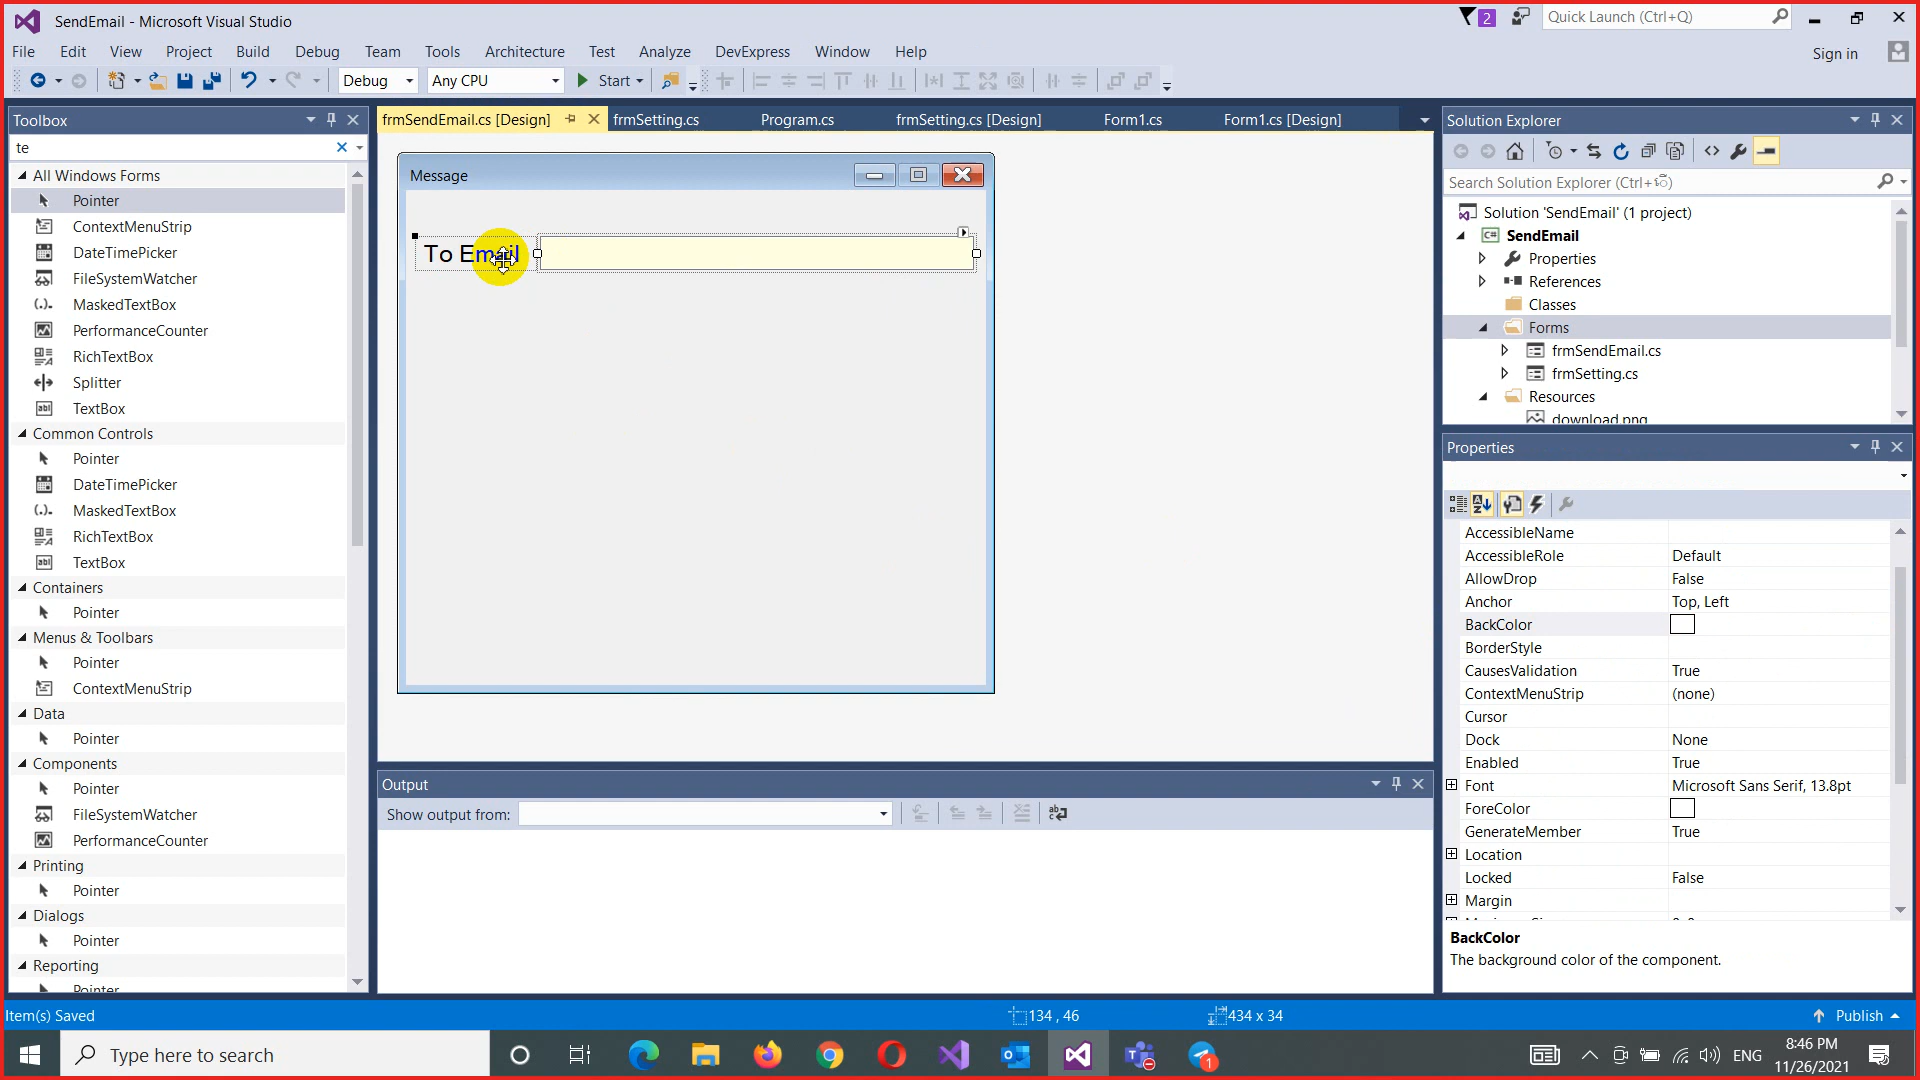 SendEmail - Microsoft Visual Studio
2
Quick Launch (Ctrl+Q)
File Edit View Project Build Debug Team Tools Architecture Test Analyze DevExpress Window Help
Sign in
Debug Any CPU Start
Toolbox
te
All Windows Forms
Pointer
ContextMenuStrip
DateTimePicker
FileSystemWatcher
MaskedTextBox
PerformanceCounter
RichTextBox
Splitter
TextBox
Common Controls
Pointer
DateTimePicker
MaskedTextBox
RichTextBox
TextBox
Containers
Pointer
Menus & Toolbars
Pointer
ContextMenuStrip
Data
Pointer
Components
Pointer
FileSystemWatcher
PerformanceCounter
Printing
Pointer
Dialogs
Pointer
Reporting
Pointer
frmSendEmail.cs [Design] frmSetting.cs Program.cs frmSetting.cs [Design] Form1.cs Form1.cs [Design]
Message
To Email
Output
Show output from:
Solution Explorer
Search Solution Explorer
Solution 'SendEmail' (1 project)
SendEmail
Properties
References
Classes
Forms
frmSendEmail.cs
frmSetting.cs
Resources
download.png
Properties
AccessibleName
AccessibleRole Default
AllowDrop False
Anchor Top, Left
BackColor
BorderStyle
CausesValidation True
ContextMenuStrip (none)
Cursor
Dock None
Enabled True
Font Microsoft Sans Serif, 13.8pt
ForeColor
GenerateMember True
Location
Locked False
Margin
BackColor
The background color of the component.
Item(s) Saved
134 , 46
434 x 34
Publish
Type here to search
1
ENG
8:46 PM
11/26/2021